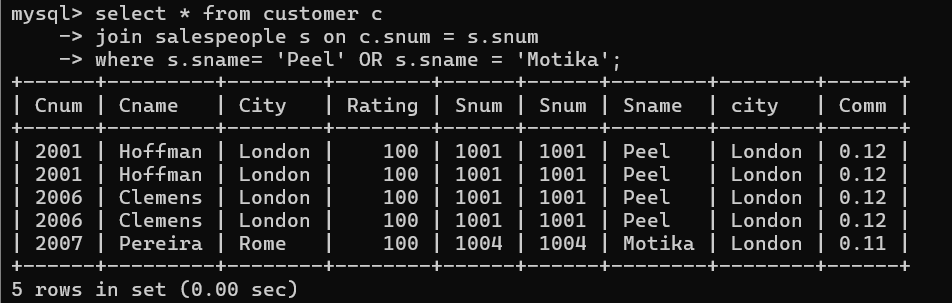 mysql> select * from customer c
    -> join salespeople s on c.snum = s.snum
    -> where s.sname= 'Peel' OR s.sname = 'Motika';
+------+----------+--------+--------+------+------+--------+--------+------+
| Cnum | Cname    | City   | Rating | Snum | Snum | Sname  | city   | Comm |
+------+----------+--------+--------+------+------+--------+--------+------+
| 2001 | Hoffman  | London |    100 | 1001 | 1001 | Peel   | London | 0.12 |
| 2001 | Hoffman  | London |    100 | 1001 | 1001 | Peel   | London | 0.12 |
| 2006 | Clemens  | London |    100 | 1001 | 1001 | Peel   | London | 0.12 |
| 2006 | Clemens  | London |    100 | 1001 | 1001 | Peel   | London | 0.12 |
| 2007 | Pereira  | Rome   |    100 | 1004 | 1004 | Motika | London | 0.11 |
+------+----------+--------+--------+------+------+--------+--------+------+
5 rows in set (0.00 sec)